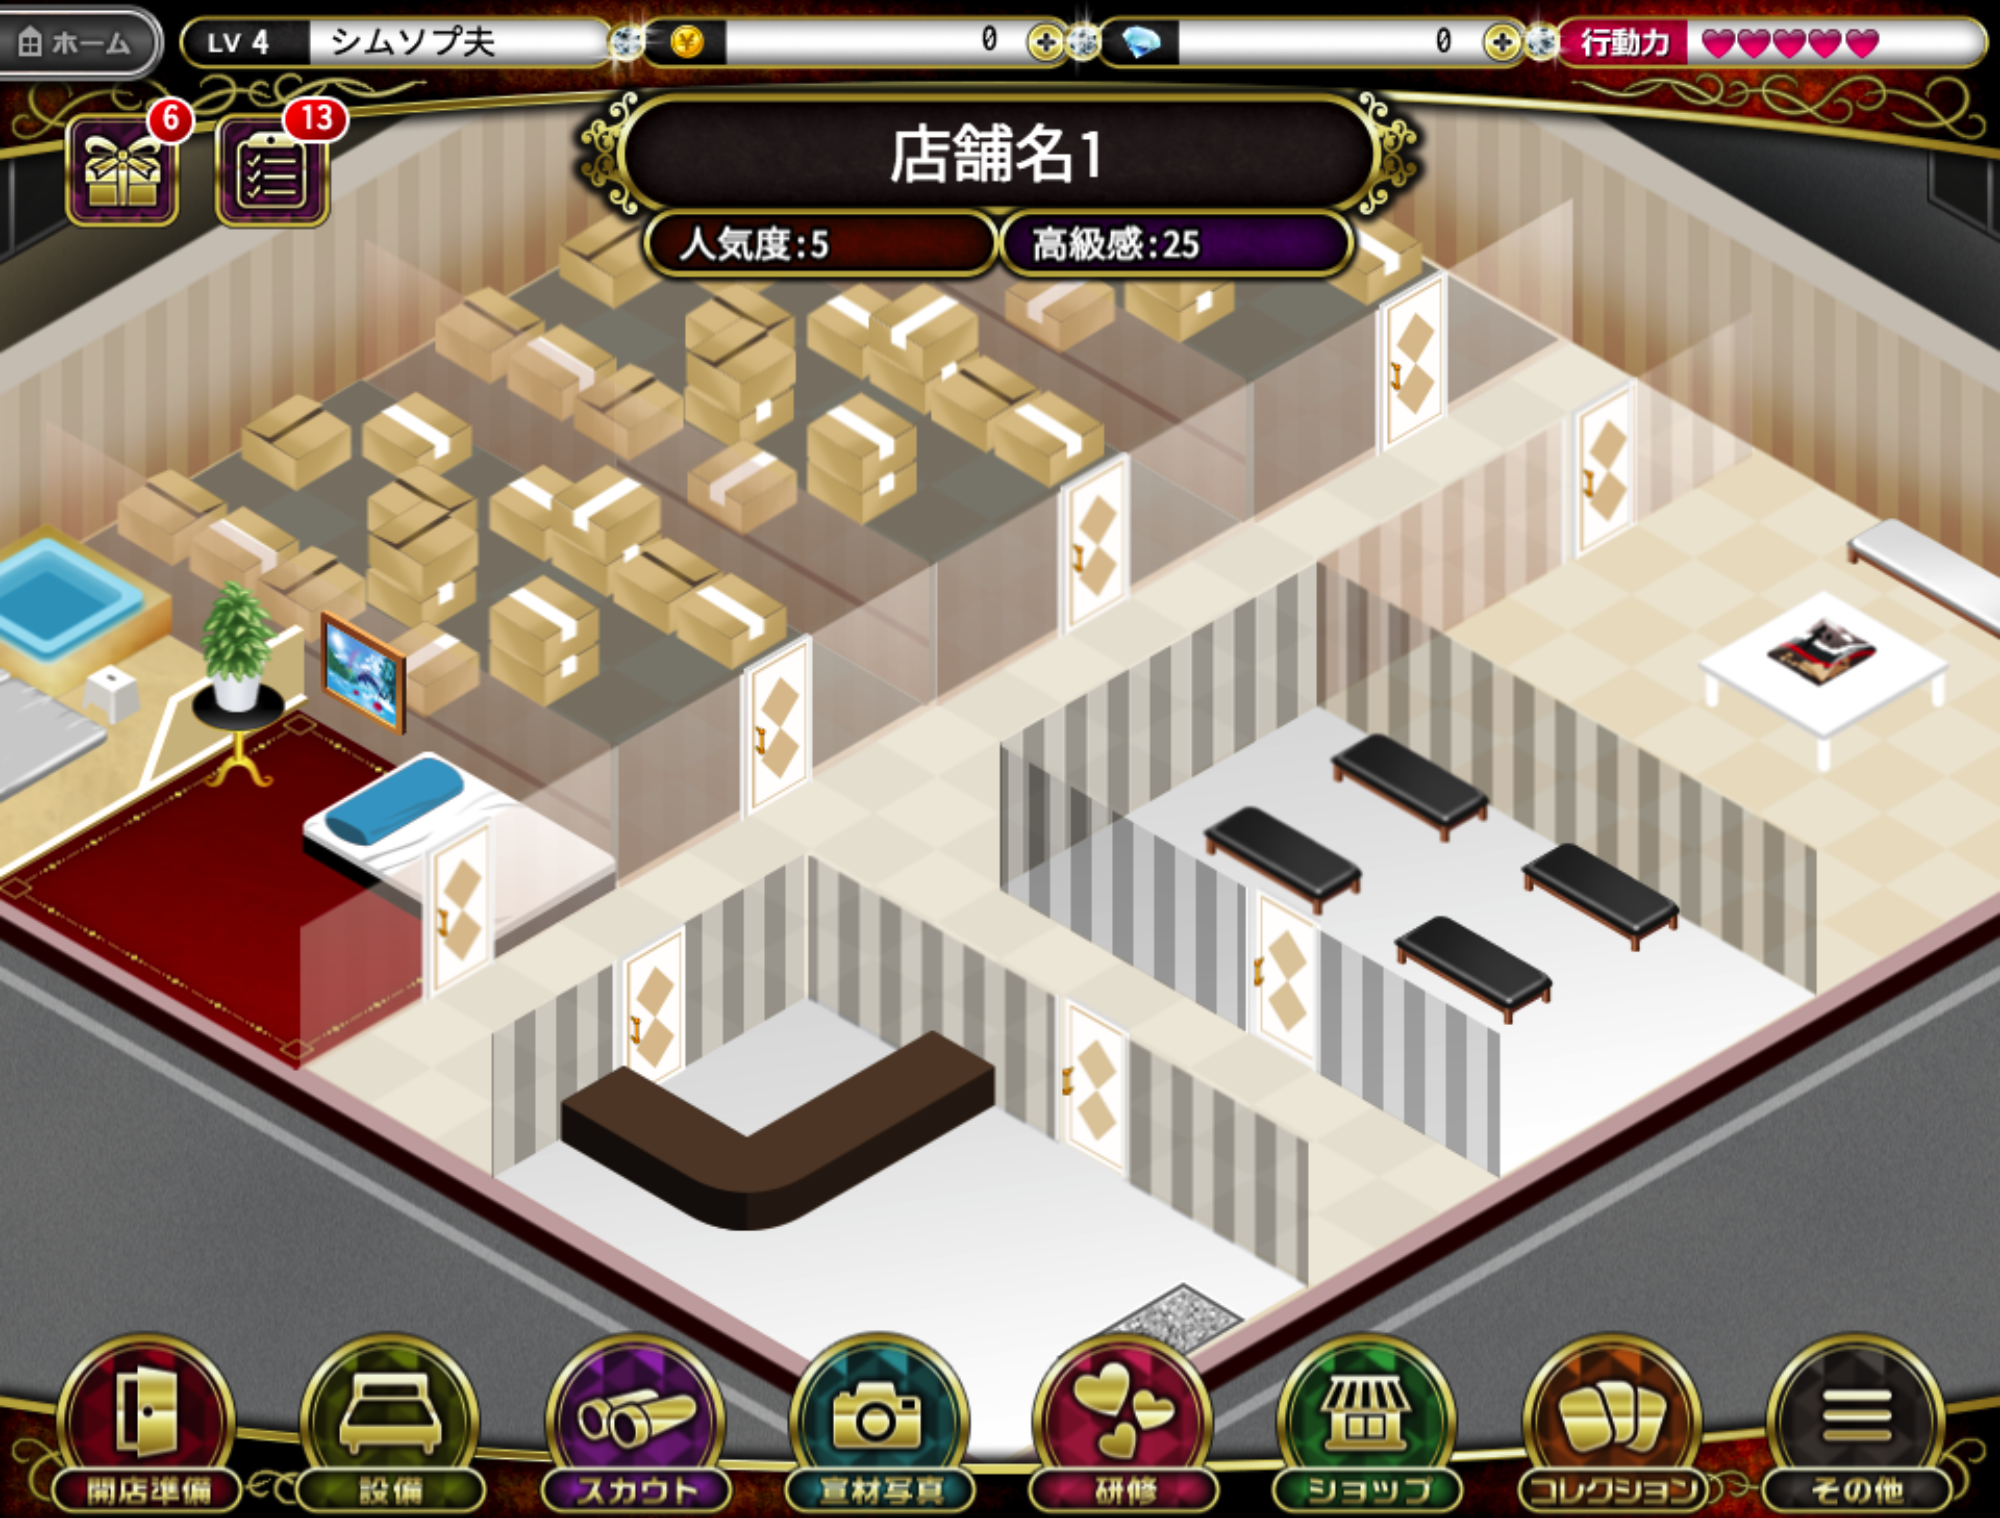 ホーム
LV 4
シムソプ夫
0
0
行動力
6
13
店舗名1
人気度:5
高級感:25
開店準備
設備
スカウト
宣材写真
研修
ショップ
コレクション
その他